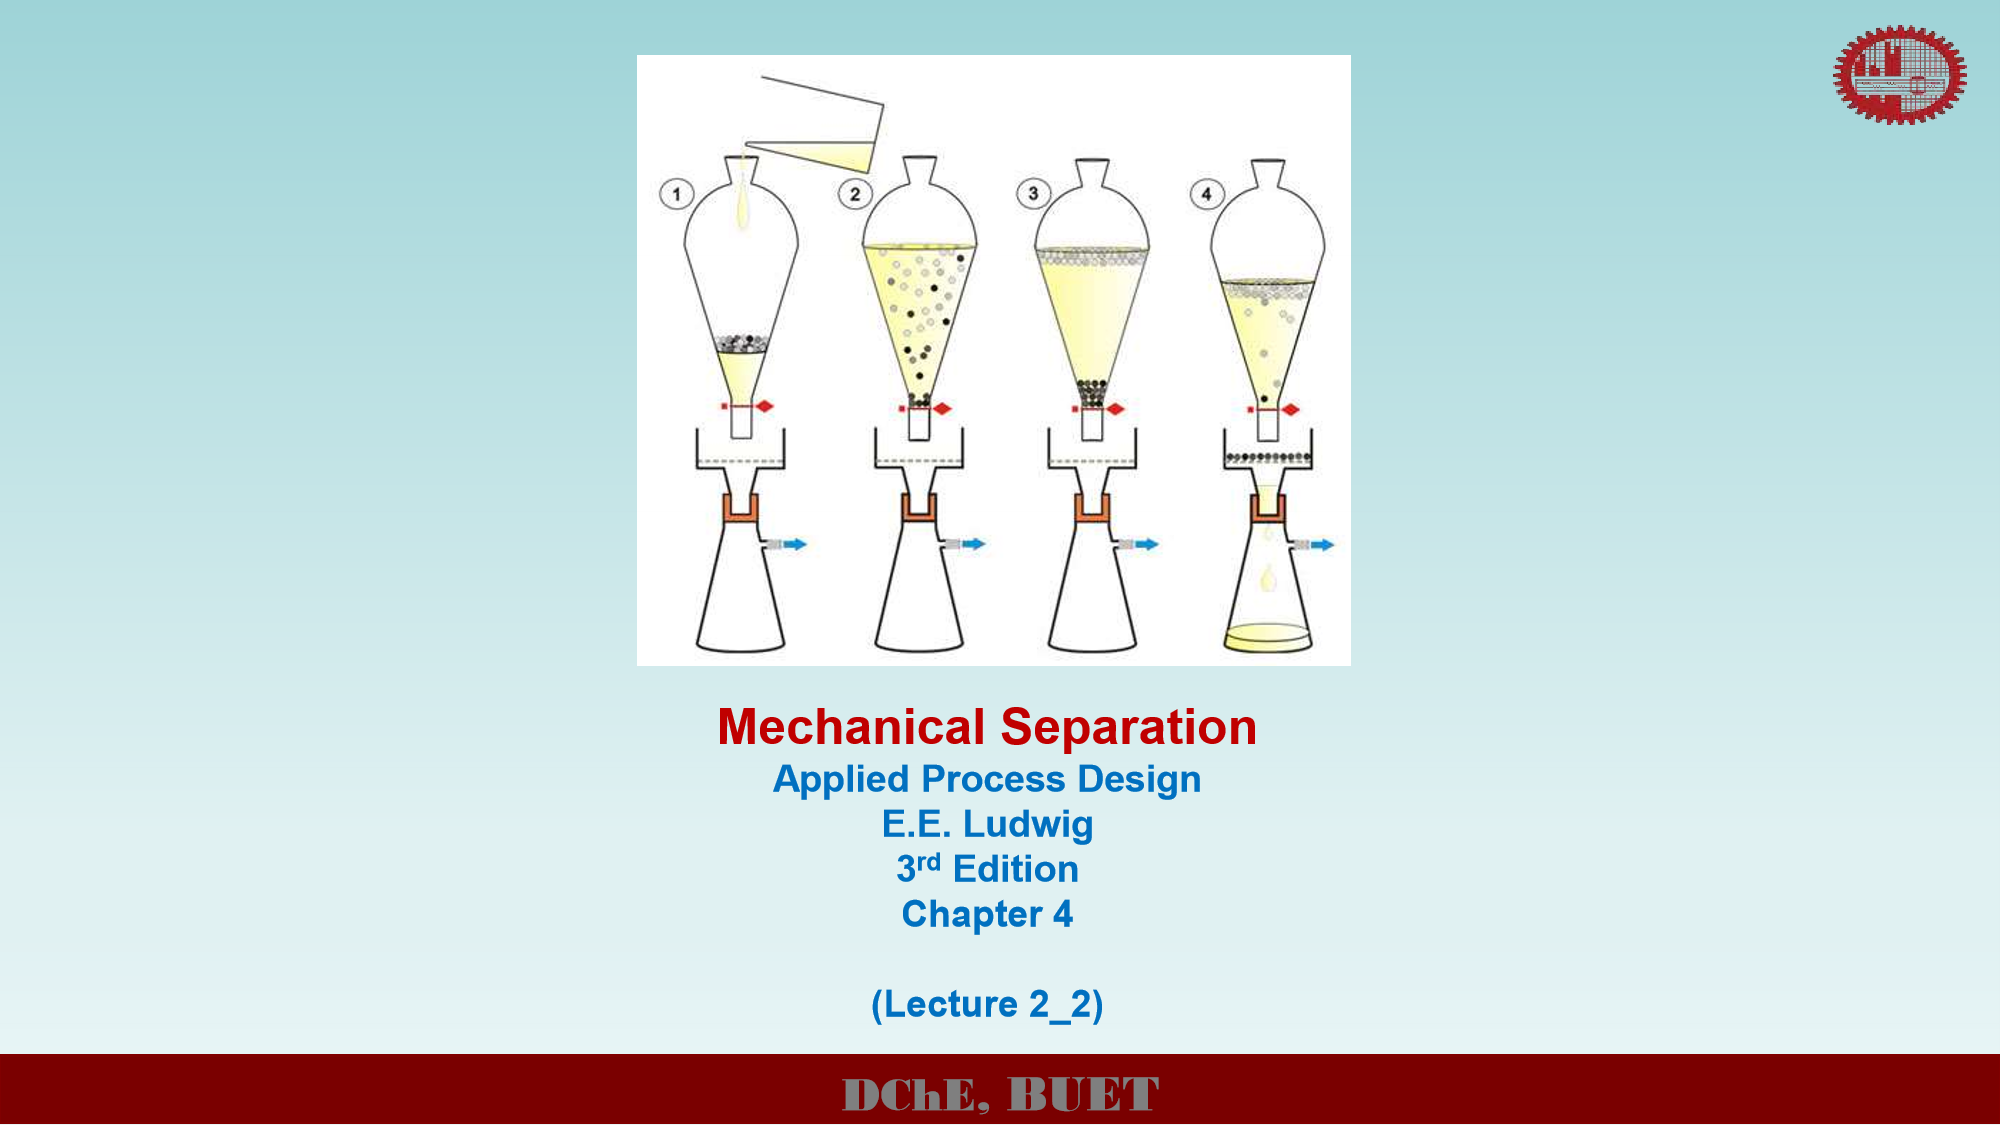 1
2
3
4
Mechanical Separation
Applied Process Design
E.E. Ludwig
3rd Edition
Chapter 4
(Lecture 2_2)
DChE, BUET